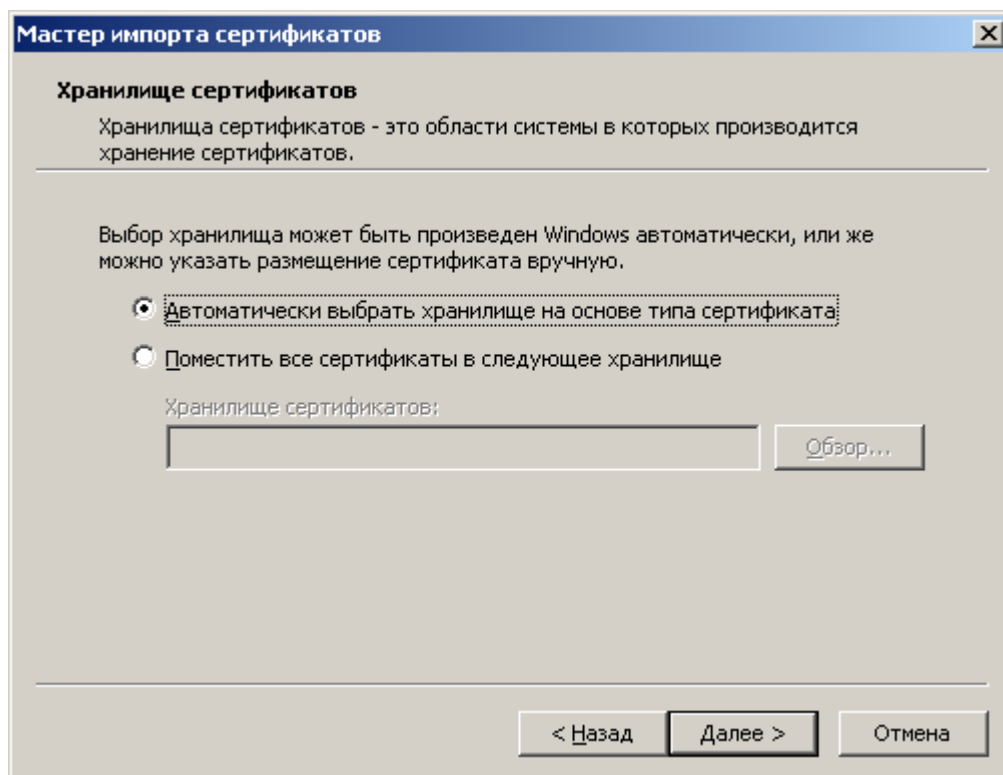 Мастер импорта сертификатов
Хранилище сертификатов
Хранилища сертификатов - это области системы в которых производится
хранение сертификатов.
Выбор хранилища может быть произведен Windows автоматически, или же
можно указать размещение сертификата вручную.
Автоматически выбрать хранилище на основе типа сертификата
Поместить все сертификаты в следующее хранилище
Хранилище сертификатов:
Обзор...
< Назад
Далее >
Отмена